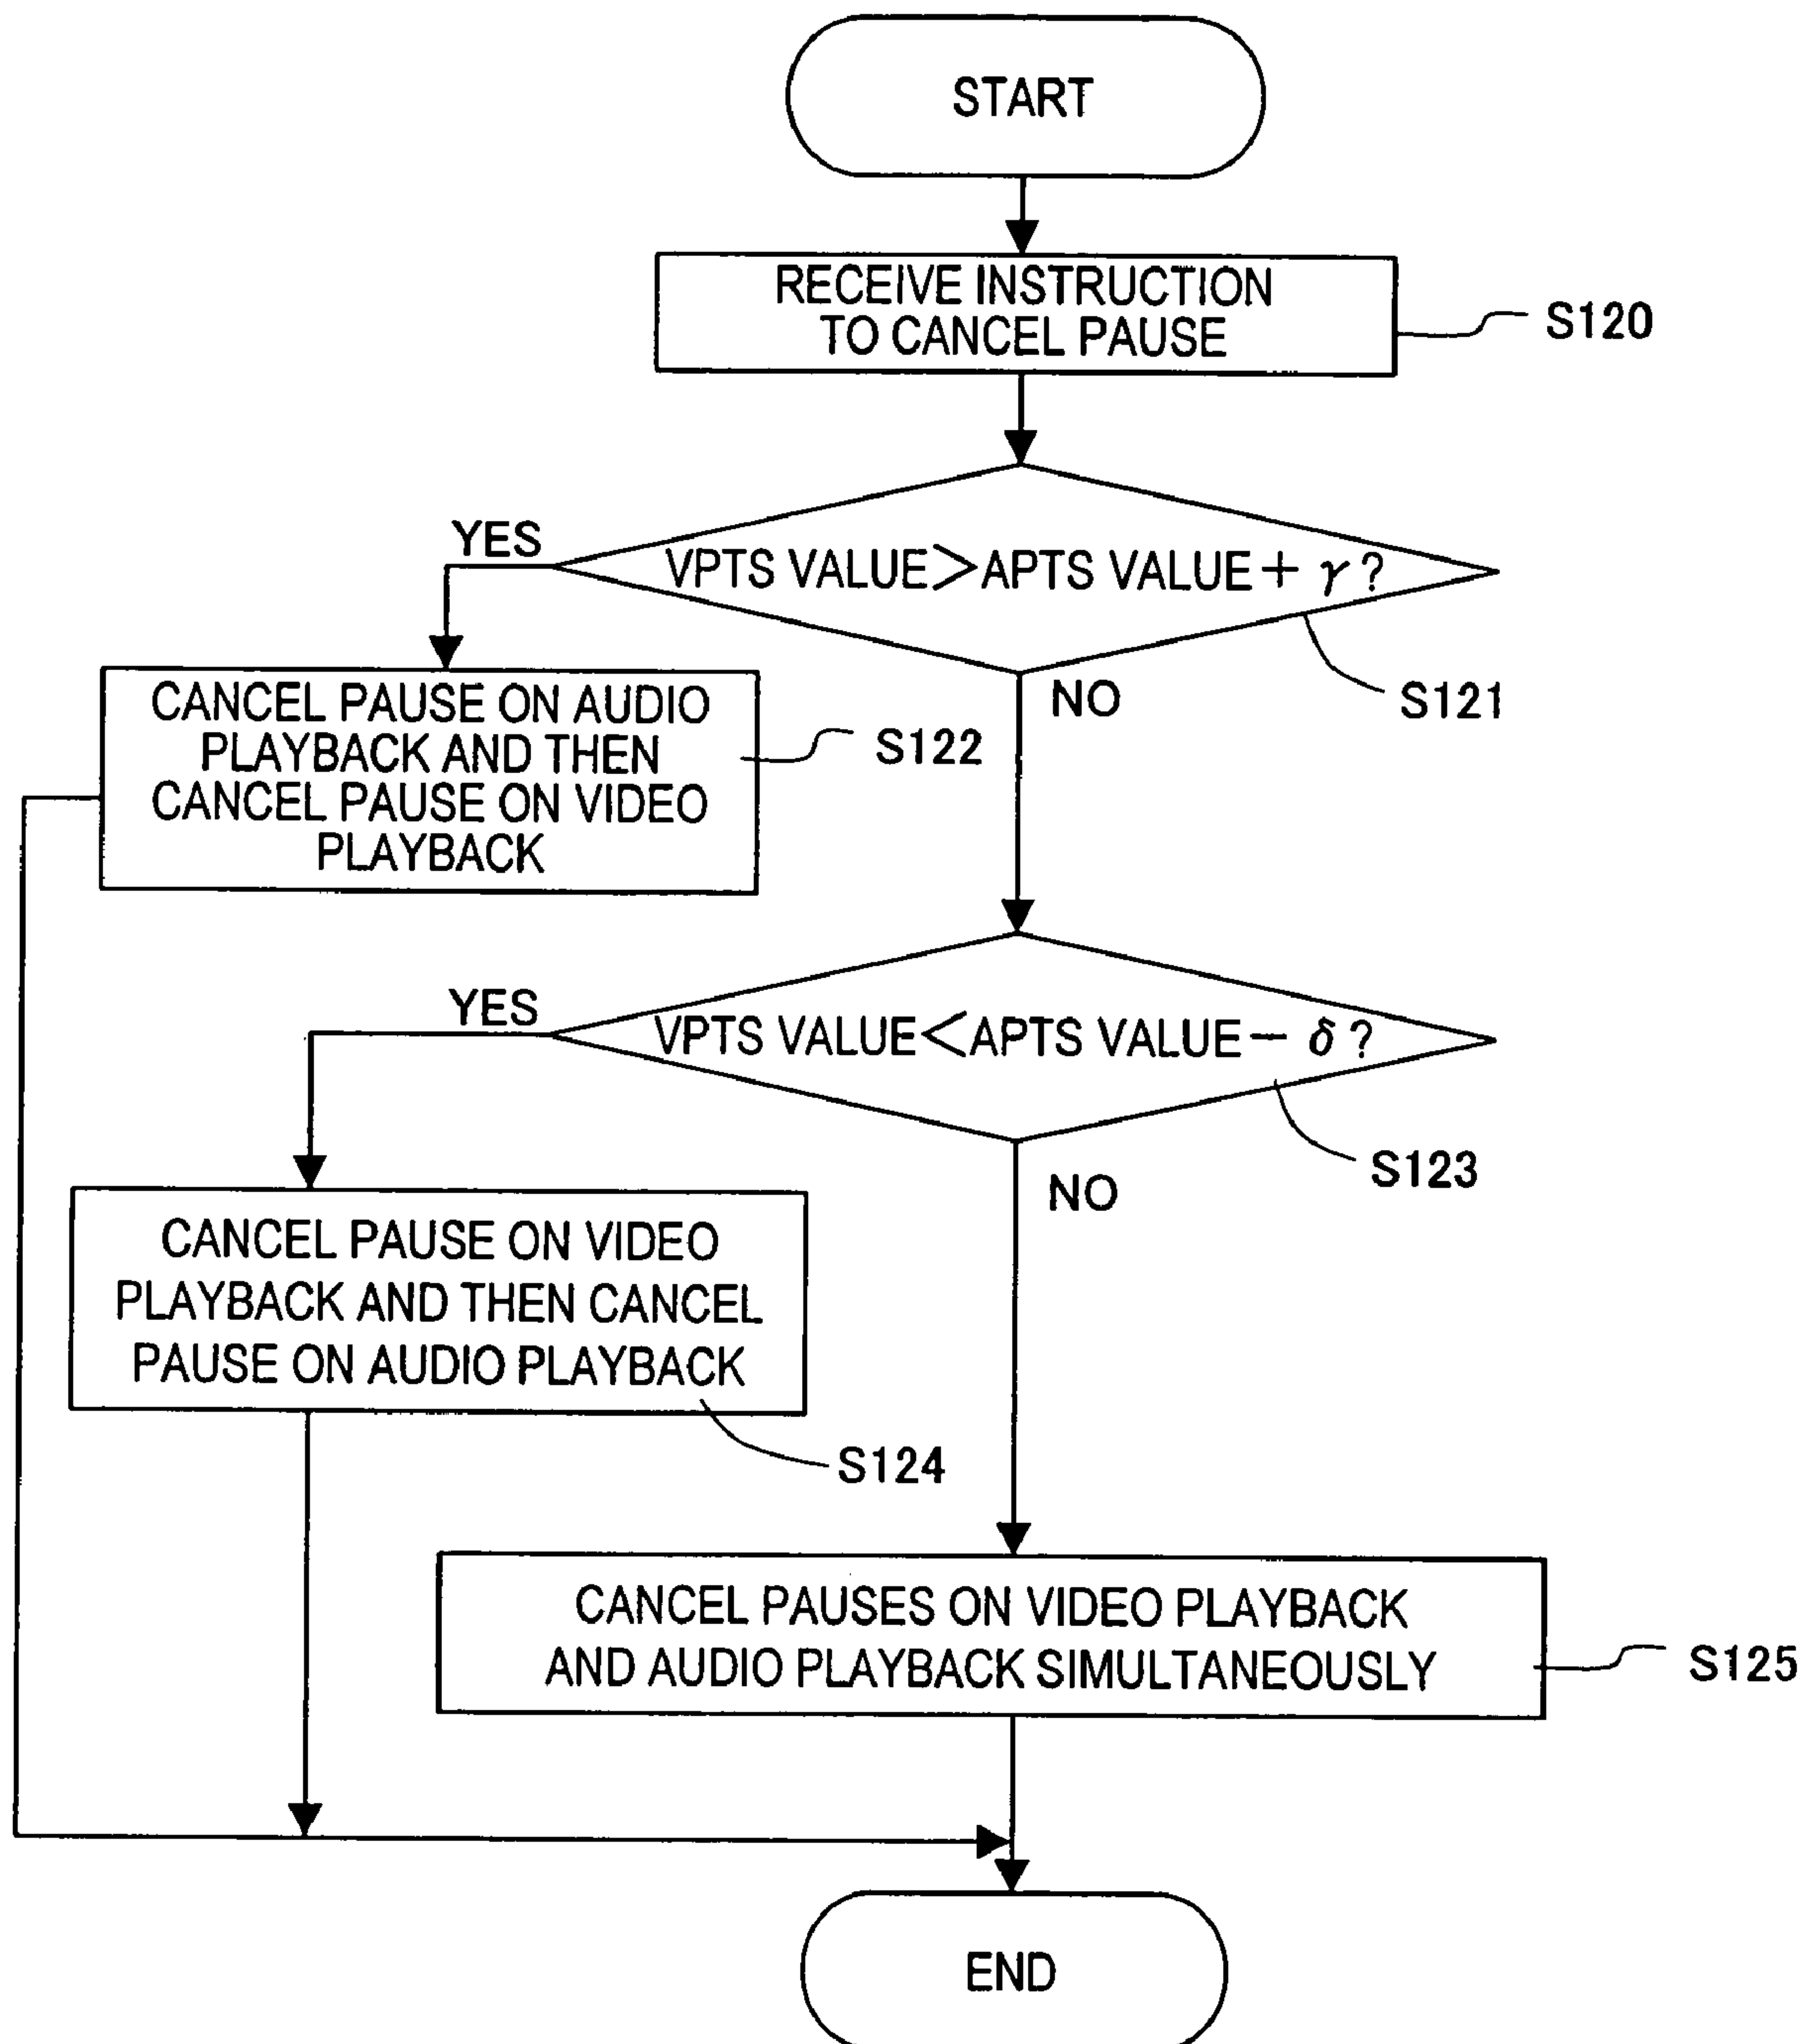 START
RECEIVE INSTRUCTION
TO CANCEL PAUSE
S120
YES
VPTS VALUE>APTS VALUE+ γ?
S121
NO
CANCEL PAUSE ON AUDIO
PLAYBACK AND THEN
CANCEL PAUSE ON VIDEO
PLAYBACK
S122
YES
VPTS VALUE<APTS VALUE− δ?
S123
NO
CANCEL PAUSE ON VIDEO
PLAYBACK AND THEN CANCEL
PAUSE ON AUDIO PLAYBACK
S124
CANCEL PAUSES ON VIDEO PLAYBACK
AND AUDIO PLAYBACK SIMULTANEOUSLY
S125
END